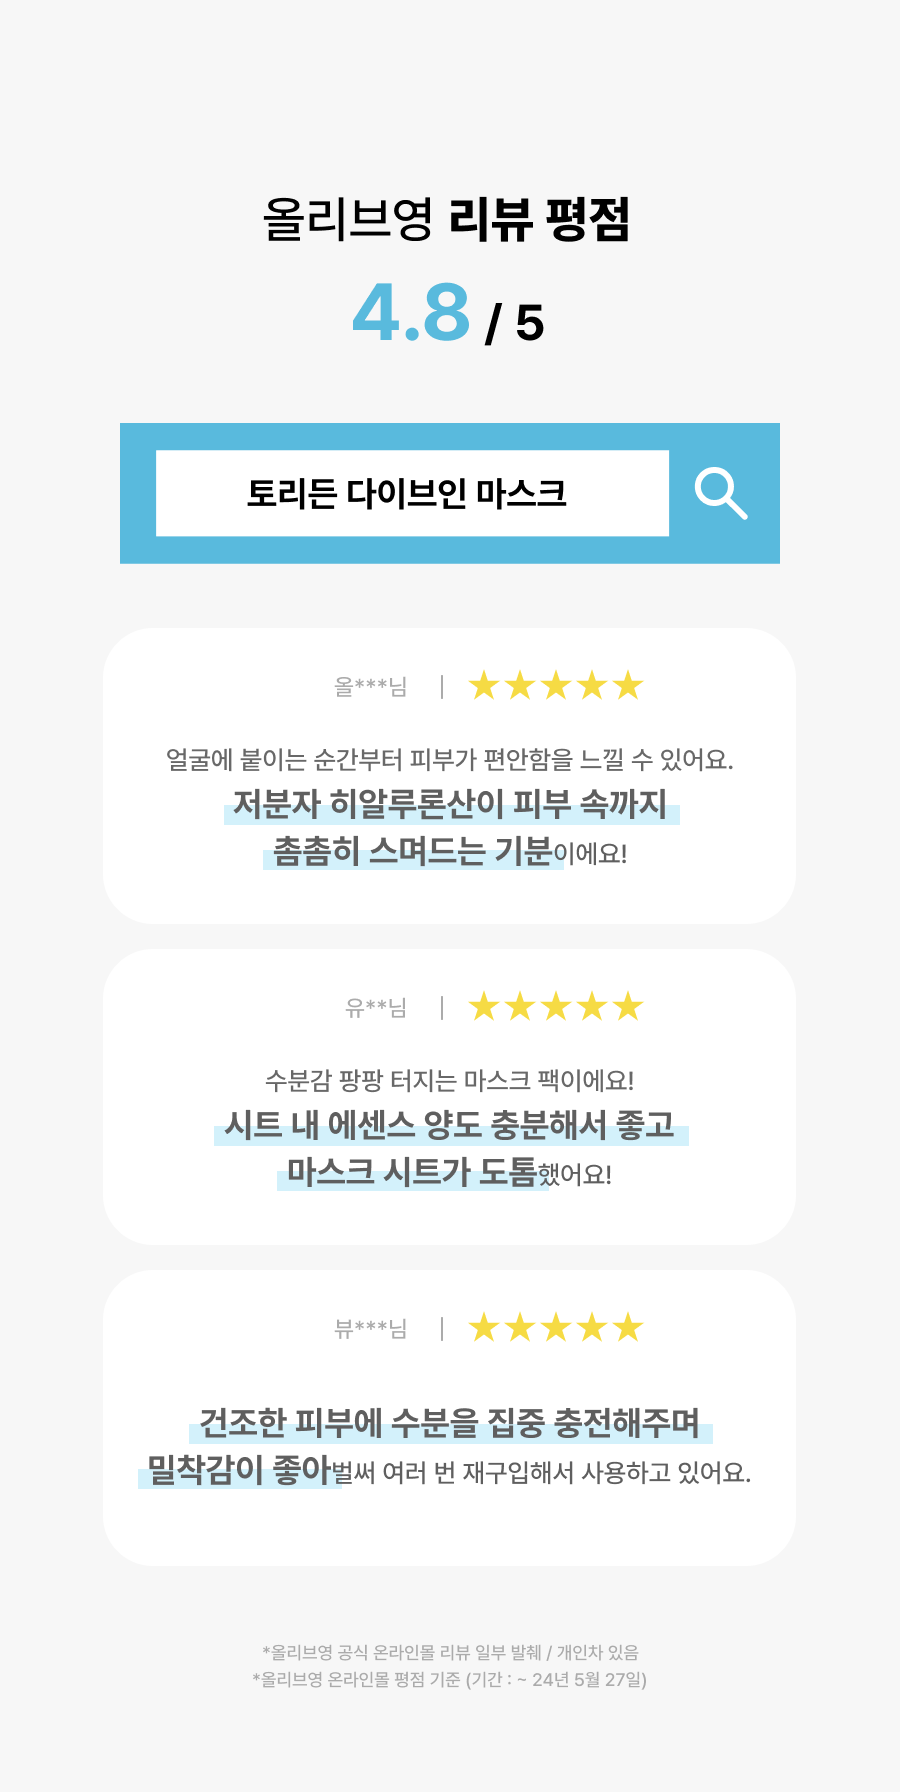 올리브영 리뷰 평점
4.8 / 5
토리든 다이브인 마스크
올***님 | ★★★★★
얼굴에 붙이는 순간부터 피부가 편안함을 느낄 수 있어요.
저분자 히알루론산이 피부 속까지
촘촘히 스며드는 기분이에요!
유**님 | ★★★★★
수분감 팡팡 터지는 마스크 팩이에요!
시트 내 에센스 양도 충분해서 좋고
마스크 시트가 도톰했어요!
뷰***님 | ★★★★★
건조한 피부에 수분을 집중 충전해주며
밀착감이 좋아벌써 여러 번 재구입해서 사용하고 있어요.
*올리브영 공식 온라인몰 리뷰 일부 발췌 / 개인차 있음
*올리브영 온라인몰 평점 기준 (기간 : ~ 24년 5월 27일)